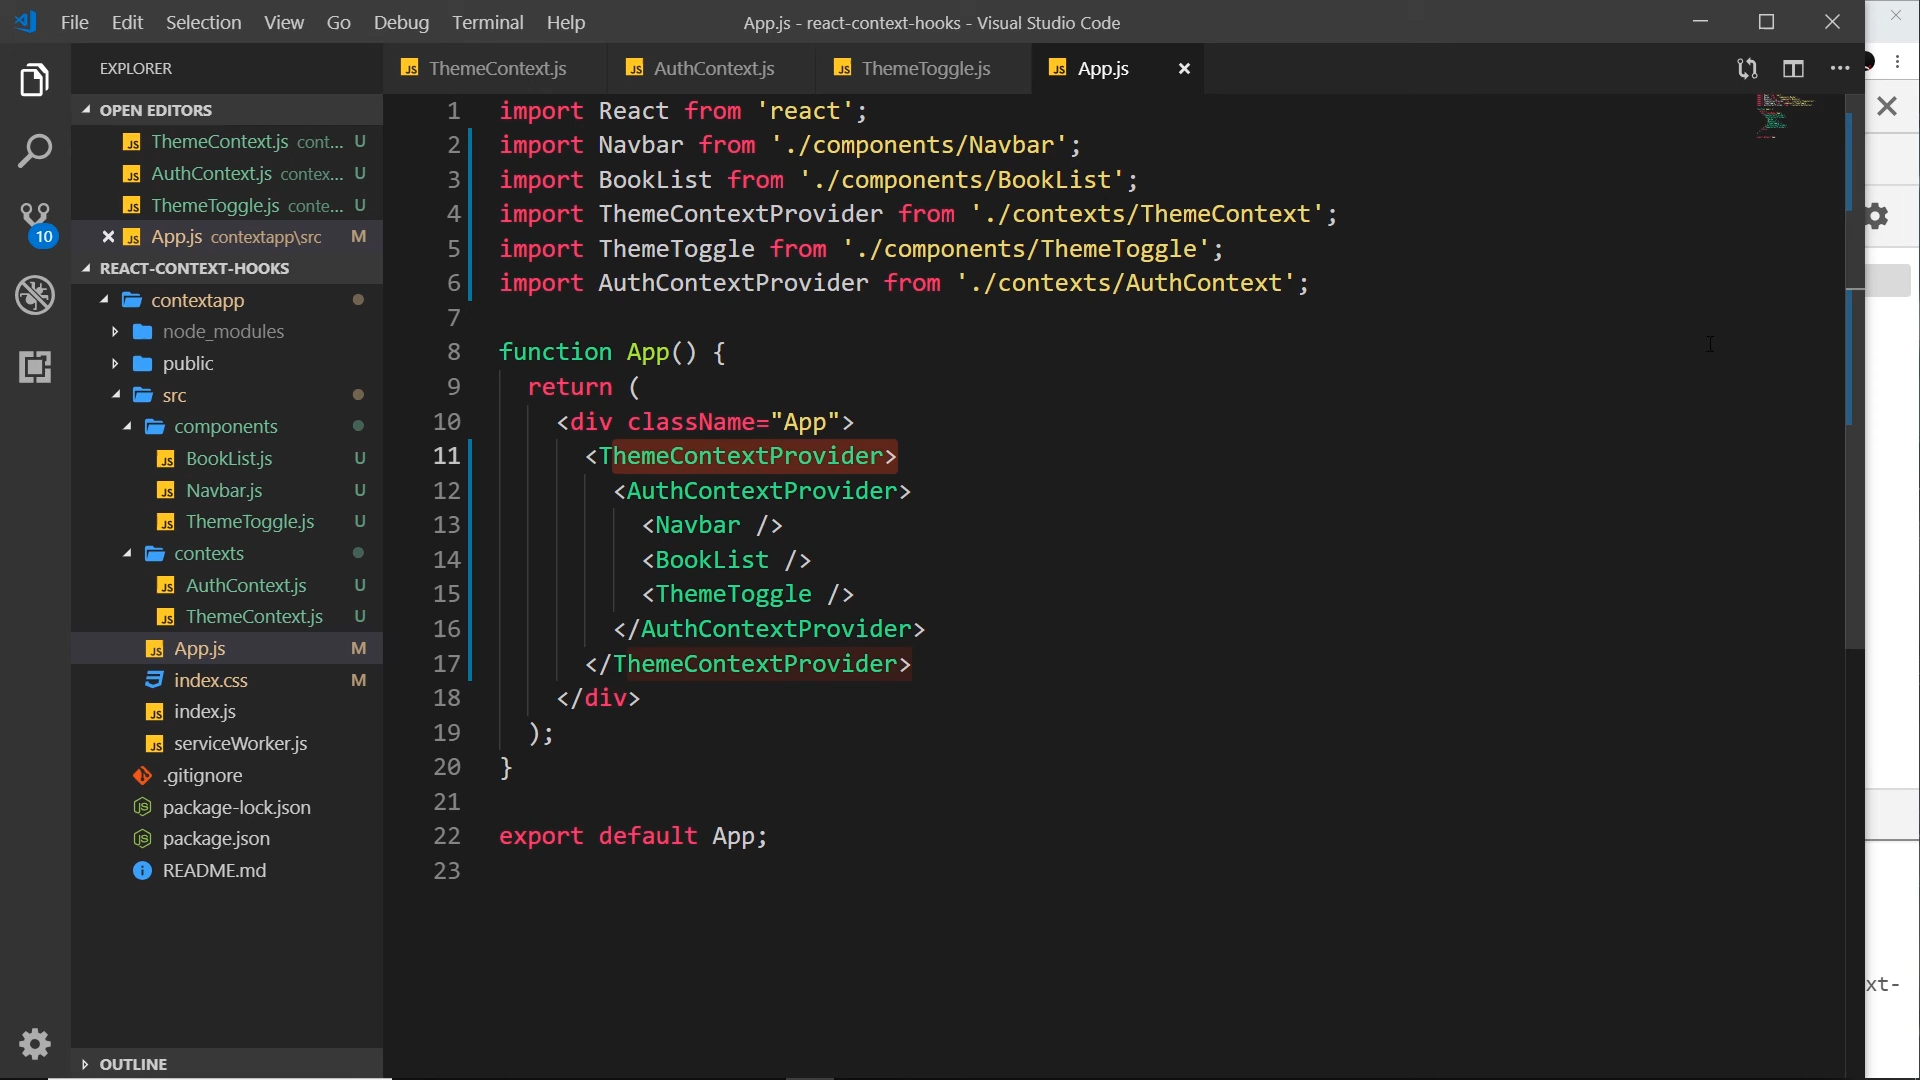 File Edit Selection View Go Debug Terminal Help
App.js - react-context-hooks - Visual Studio Code
EXPLORER
ThemeContext.js
AuthContext.js
ThemeToggle.js
App.js
OPEN EDITORS
ThemeContext.js cont... U
AuthContext.js contex... U
ThemeToggle.js conte... U
App.js contextapp\src M
REACT-CONTEXT-HOOKS
contextapp
node_modules
public
src
components
BookList.js U
Navbar.js U
ThemeToggle.js U
contexts
AuthContext.js U
ThemeContext.js U
App.js M
index.css M
index.js
serviceWorker.js
.gitignore
package-lock.json
package.json
README.md
OUTLINE
10
1 import React from 'react';
2 import Navbar from './components/Navbar';
3 import BookList from './components/BookList';
4 import ThemeContextProvider from './contexts/ThemeContext';
5 import ThemeToggle from './components/ThemeToggle';
6 import AuthContextProvider from './contexts/AuthContext';
7
8 function App() {
9 return (
10 <div className="App">
11 <ThemeContextProvider>
12 <AuthContextProvider>
13 <Navbar />
14 <BookList />
15 <ThemeToggle />
16 </AuthContextProvider>
17 </ThemeContextProvider>
18 </div>
19 );
20 }
21
22 export default App;
23
xt-